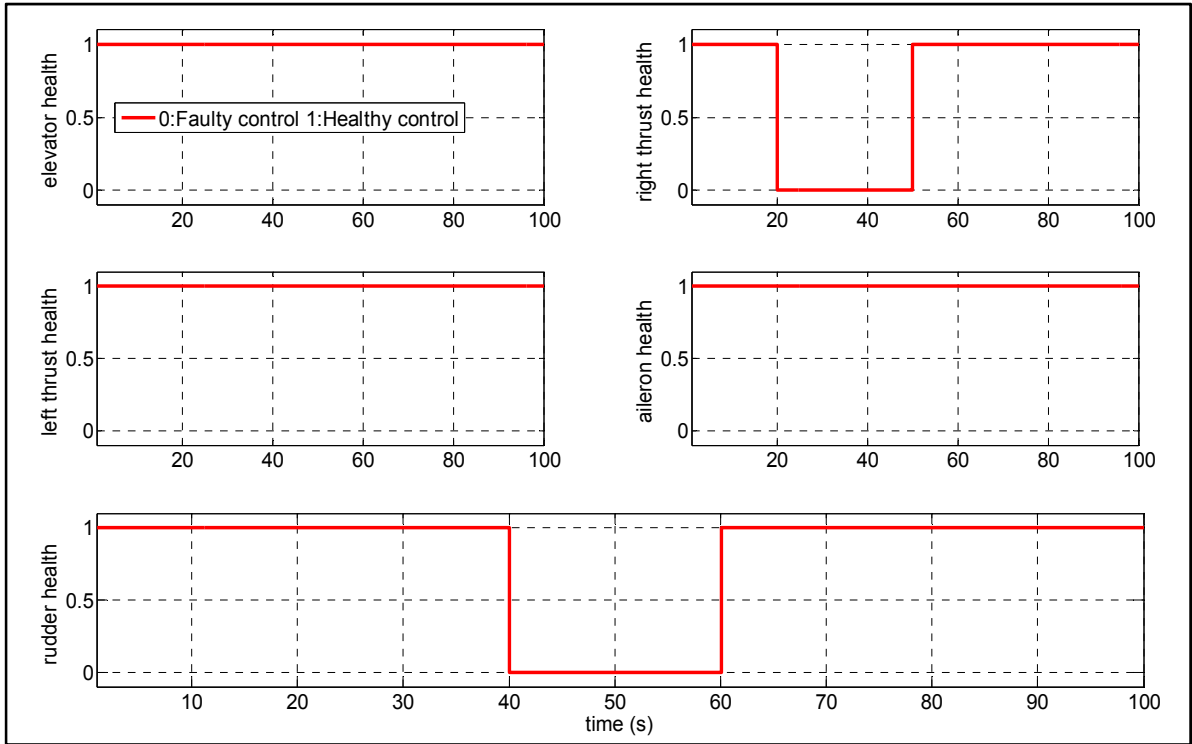 elevator health
1
0.5
0
0:Faulty control 1:Healthy control
20 40 60 80 100
right thrust health
1
0.5
0
20 40 60 80 100
left thrust health
1
0.5
0
20 40 60 80 100
aileron health
1
0.5
0
20 40 60 80 100
rudder health
1
0.5
0
10 20 30 40 50 60 70 80 90 100
time (s)